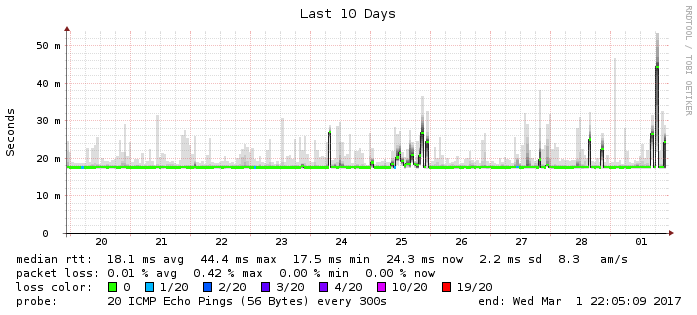 Last 10 Days
RRDTOOL / TOBI OETIKER
Seconds
50 m
40 m
30 m
20 m
10 m
0
20 21 22 23 24 25 26 27 28 01
median rtt: 18.1 ms avg 44.4 ms max 17.5 ms min 24.3 ms now 2.2 ms sd 8.3 am/s
packet loss: 0.01 % avg 0.42 % max 0.00 % min 0.00 % now
loss color: 0 1/20 2/20 3/20 4/20 10/20 19/20
probe: 20 ICMP Echo Pings (56 Bytes) every 300s end: Wed Mar 1 22:05:09 2017